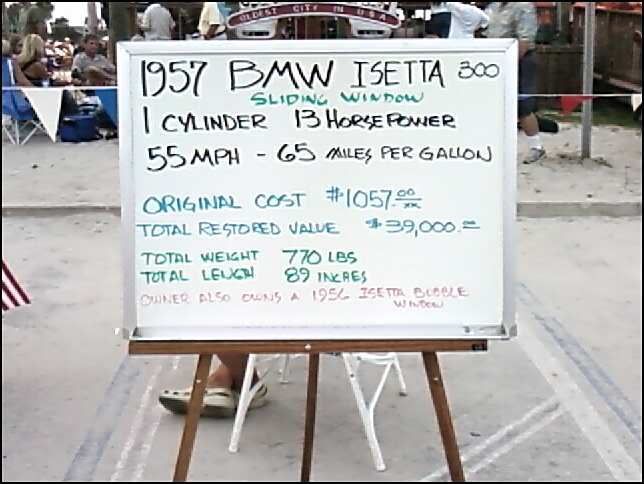 OLDEST CITY IN U.S.A.
1957 BMW ISETTA 300
SLIDING WINDOW
1 CYLINDER 13 HORSEPOWER
55 MPH - 65 MILES PER GALLON
ORIGINAL COST $1057.00/xx
TOTAL RESTORED VALUE $39,000.00
TOTAL WEIGHT 770 LBS
TOTAL LENGTH 89 INCHES
OWNER ALSO OWNS A 1956 ISETTA BUBBLE
WINDOW